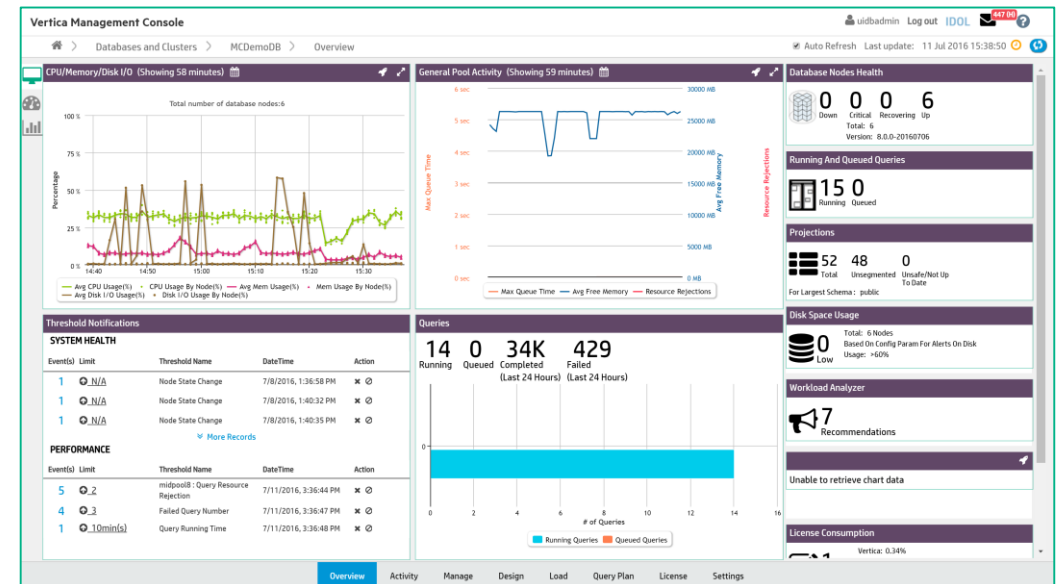 Vertica Management Console
uidbadmin Log out IDOL 447 (H) ?
Databases and Clusters > MCDemoDB > Overview
Auto Refresh Last update: 11 Jul 2016 15:38:50
CPU/Memory/Disk I/O (Showing 58 minutes)
Total number of database nodes:6
100 %
75 %
50 %
25 %
0 %
Percentage
14:40 14:50 15:00 15:10 15:20 15:30
Avg CPU Usage(%) CPU Usage By Node(%) Avg Mem Usage(%) Mem Usage By Node(%)
Avg Disk I/O Usage(%) Disk I/O Usage By Node(%)
General Pool Activity (Showing 59 minutes)
6 sec 30000 MB
5 sec 25000 MB
4 sec 20000 MB
3 sec 15000 MB
2 sec 10000 MB
1 sec 5000 MB
0 sec 0 MB
Max Queue Time
Avg Free Memory
Resource Rejections
Max Queue Time Avg Free Memory Resource Rejections
Database Nodes Health
0 0 0 6
Down Critical Recovering Up
Total: 6
Version: 8.0.0-20160706
Running And Queued Queries
15 0
Running Queued
Projections
52 48 0
Total Unsegmented Unsafe/Not Up
To Date
For Largest Schema: public
Disk Space Usage
0
Low
Total: 6 Nodes
Based On Config Param For Alerts On Disk
Usage: >60%
Workload Analyzer
7
Recommendations
Unable to retrieve chart data
License Consumption
Vertica: 0.34%
Threshold Notifications
SYSTEM HEALTH
Event(s) Limit Threshold Name DateTime Action
1 N/A Node State Change 7/8/2016, 1:36:58 PM
1 N/A Node State Change 7/8/2016, 1:40:32 PM
1 N/A Node State Change 7/8/2016, 1:40:35 PM
More Records
PERFORMANCE
Event(s) Limit Threshold Name DateTime Action
5 2 midpool8 : Query Resource 7/11/2016, 3:36:44 PM
Rejection
4 3 Failed Query Number 7/11/2016, 3:36:47 PM
1 10min(s) Query Running Time 7/11/2016, 3:36:48 PM
Queries
14 0 34K 429
Running Queued Completed Failed
(Last 24 Hours) (Last 24 Hours)
0
0 2 4 6 8 10 12 14 16
# of Queries
Running Queries Queued Queries
Overview Activity Manage Design Load Query Plan License Settings